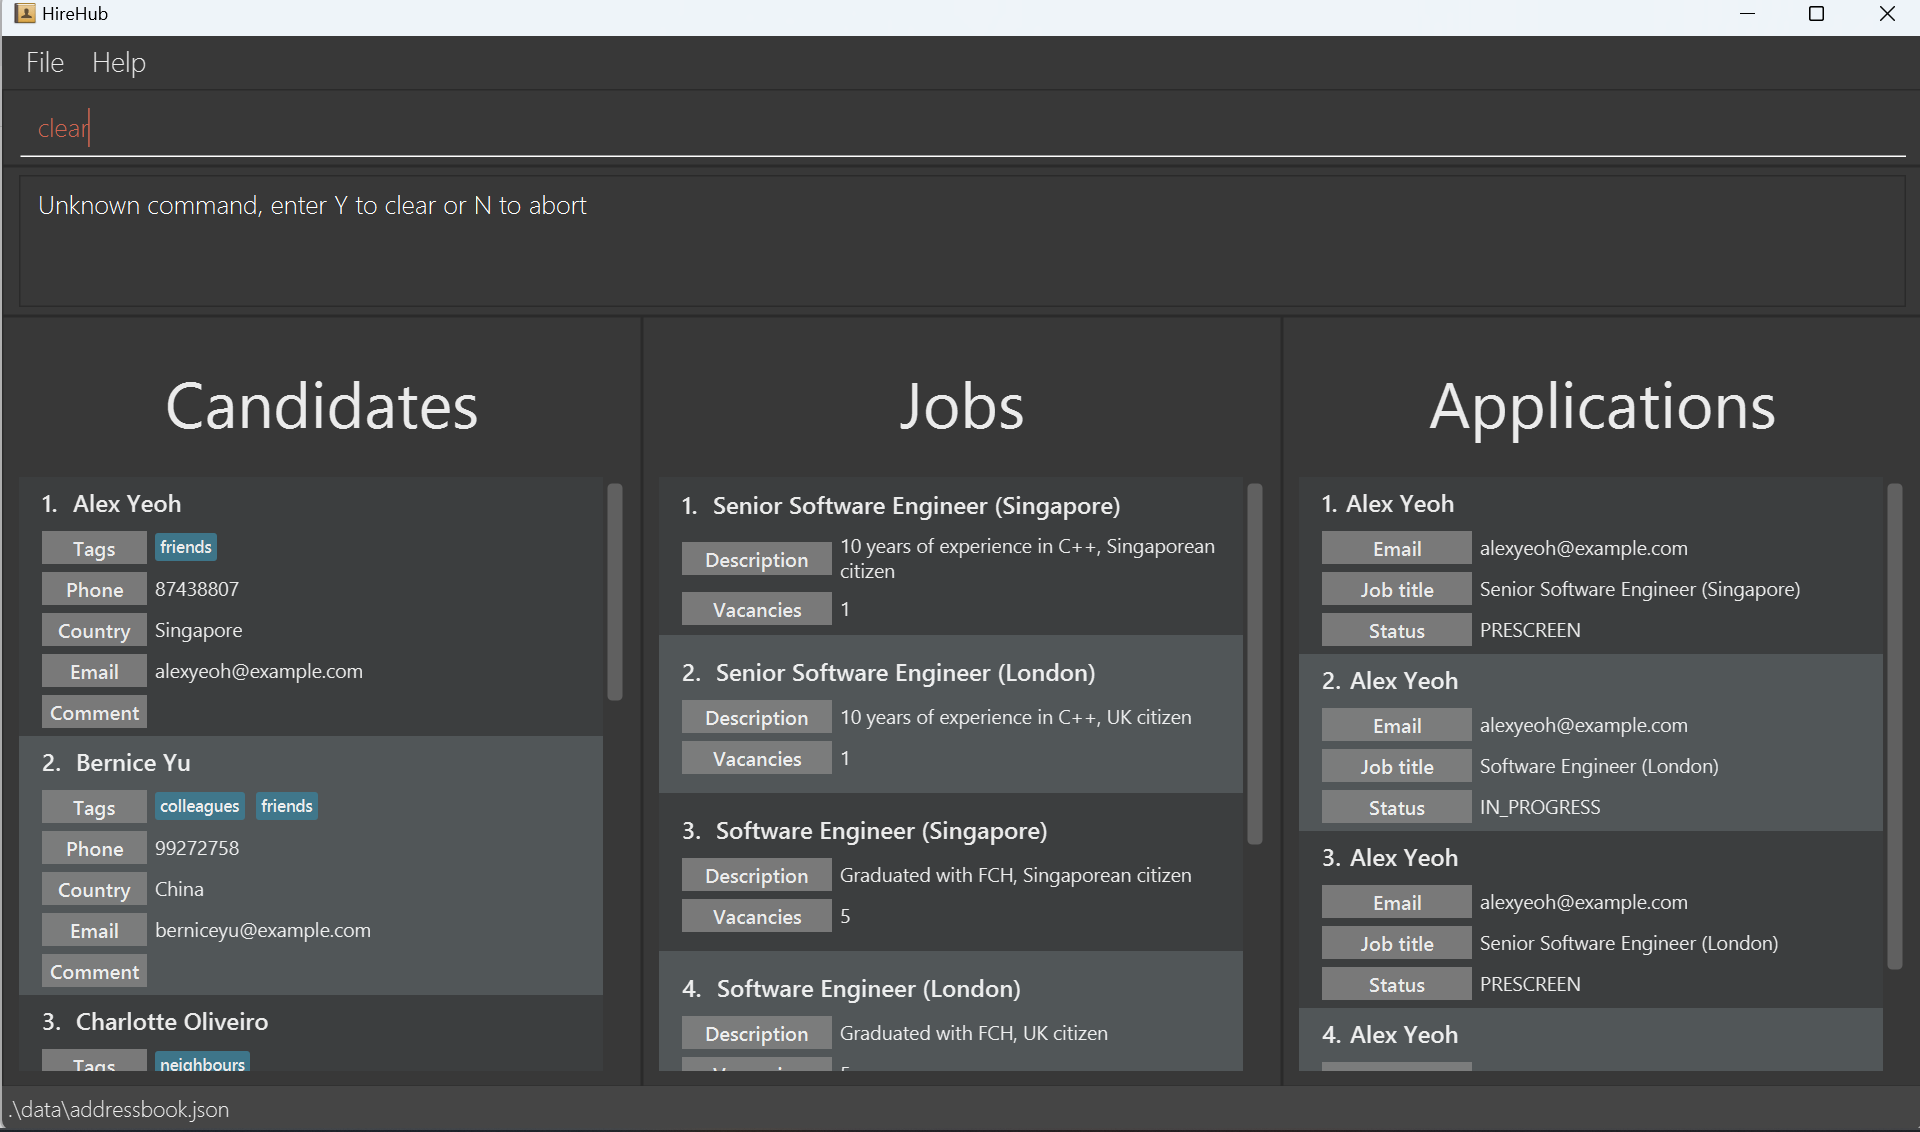 HireHub
File Help
clear
Unknown command, enter Y to clear or N to abort
Candidates
1. Alex Yeoh
Tags friends
Phone 87438807
Country Singapore
Email alexyeoh@example.com
Comment
2. Bernice Yu
Tags colleagues friends
Phone 99272758
Country China
Email berniceyu@example.com
Comment
3. Charlotte Oliveiro
Tags neighbours
Jobs
1. Senior Software Engineer (Singapore)
Description 10 years of experience in C++, Singaporean
citizen
Vacancies 1
2. Senior Software Engineer (London)
Description 10 years of experience in C++, UK citizen
Vacancies 1
3. Software Engineer (Singapore)
Description Graduated with FCH, Singaporean citizen
Vacancies 5
4. Software Engineer (London)
Description Graduated with FCH, UK citizen
Applications
1. Alex Yeoh
Email alexyeoh@example.com
Job title Senior Software Engineer (Singapore)
Status PRESCREEN
2. Alex Yeoh
Email alexyeoh@example.com
Job title Software Engineer (London)
Status IN_PROGRESS
3. Alex Yeoh
Email alexyeoh@example.com
Job title Senior Software Engineer (London)
Status PRESCREEN
4. Alex Yeoh
.\data\addressbook.json